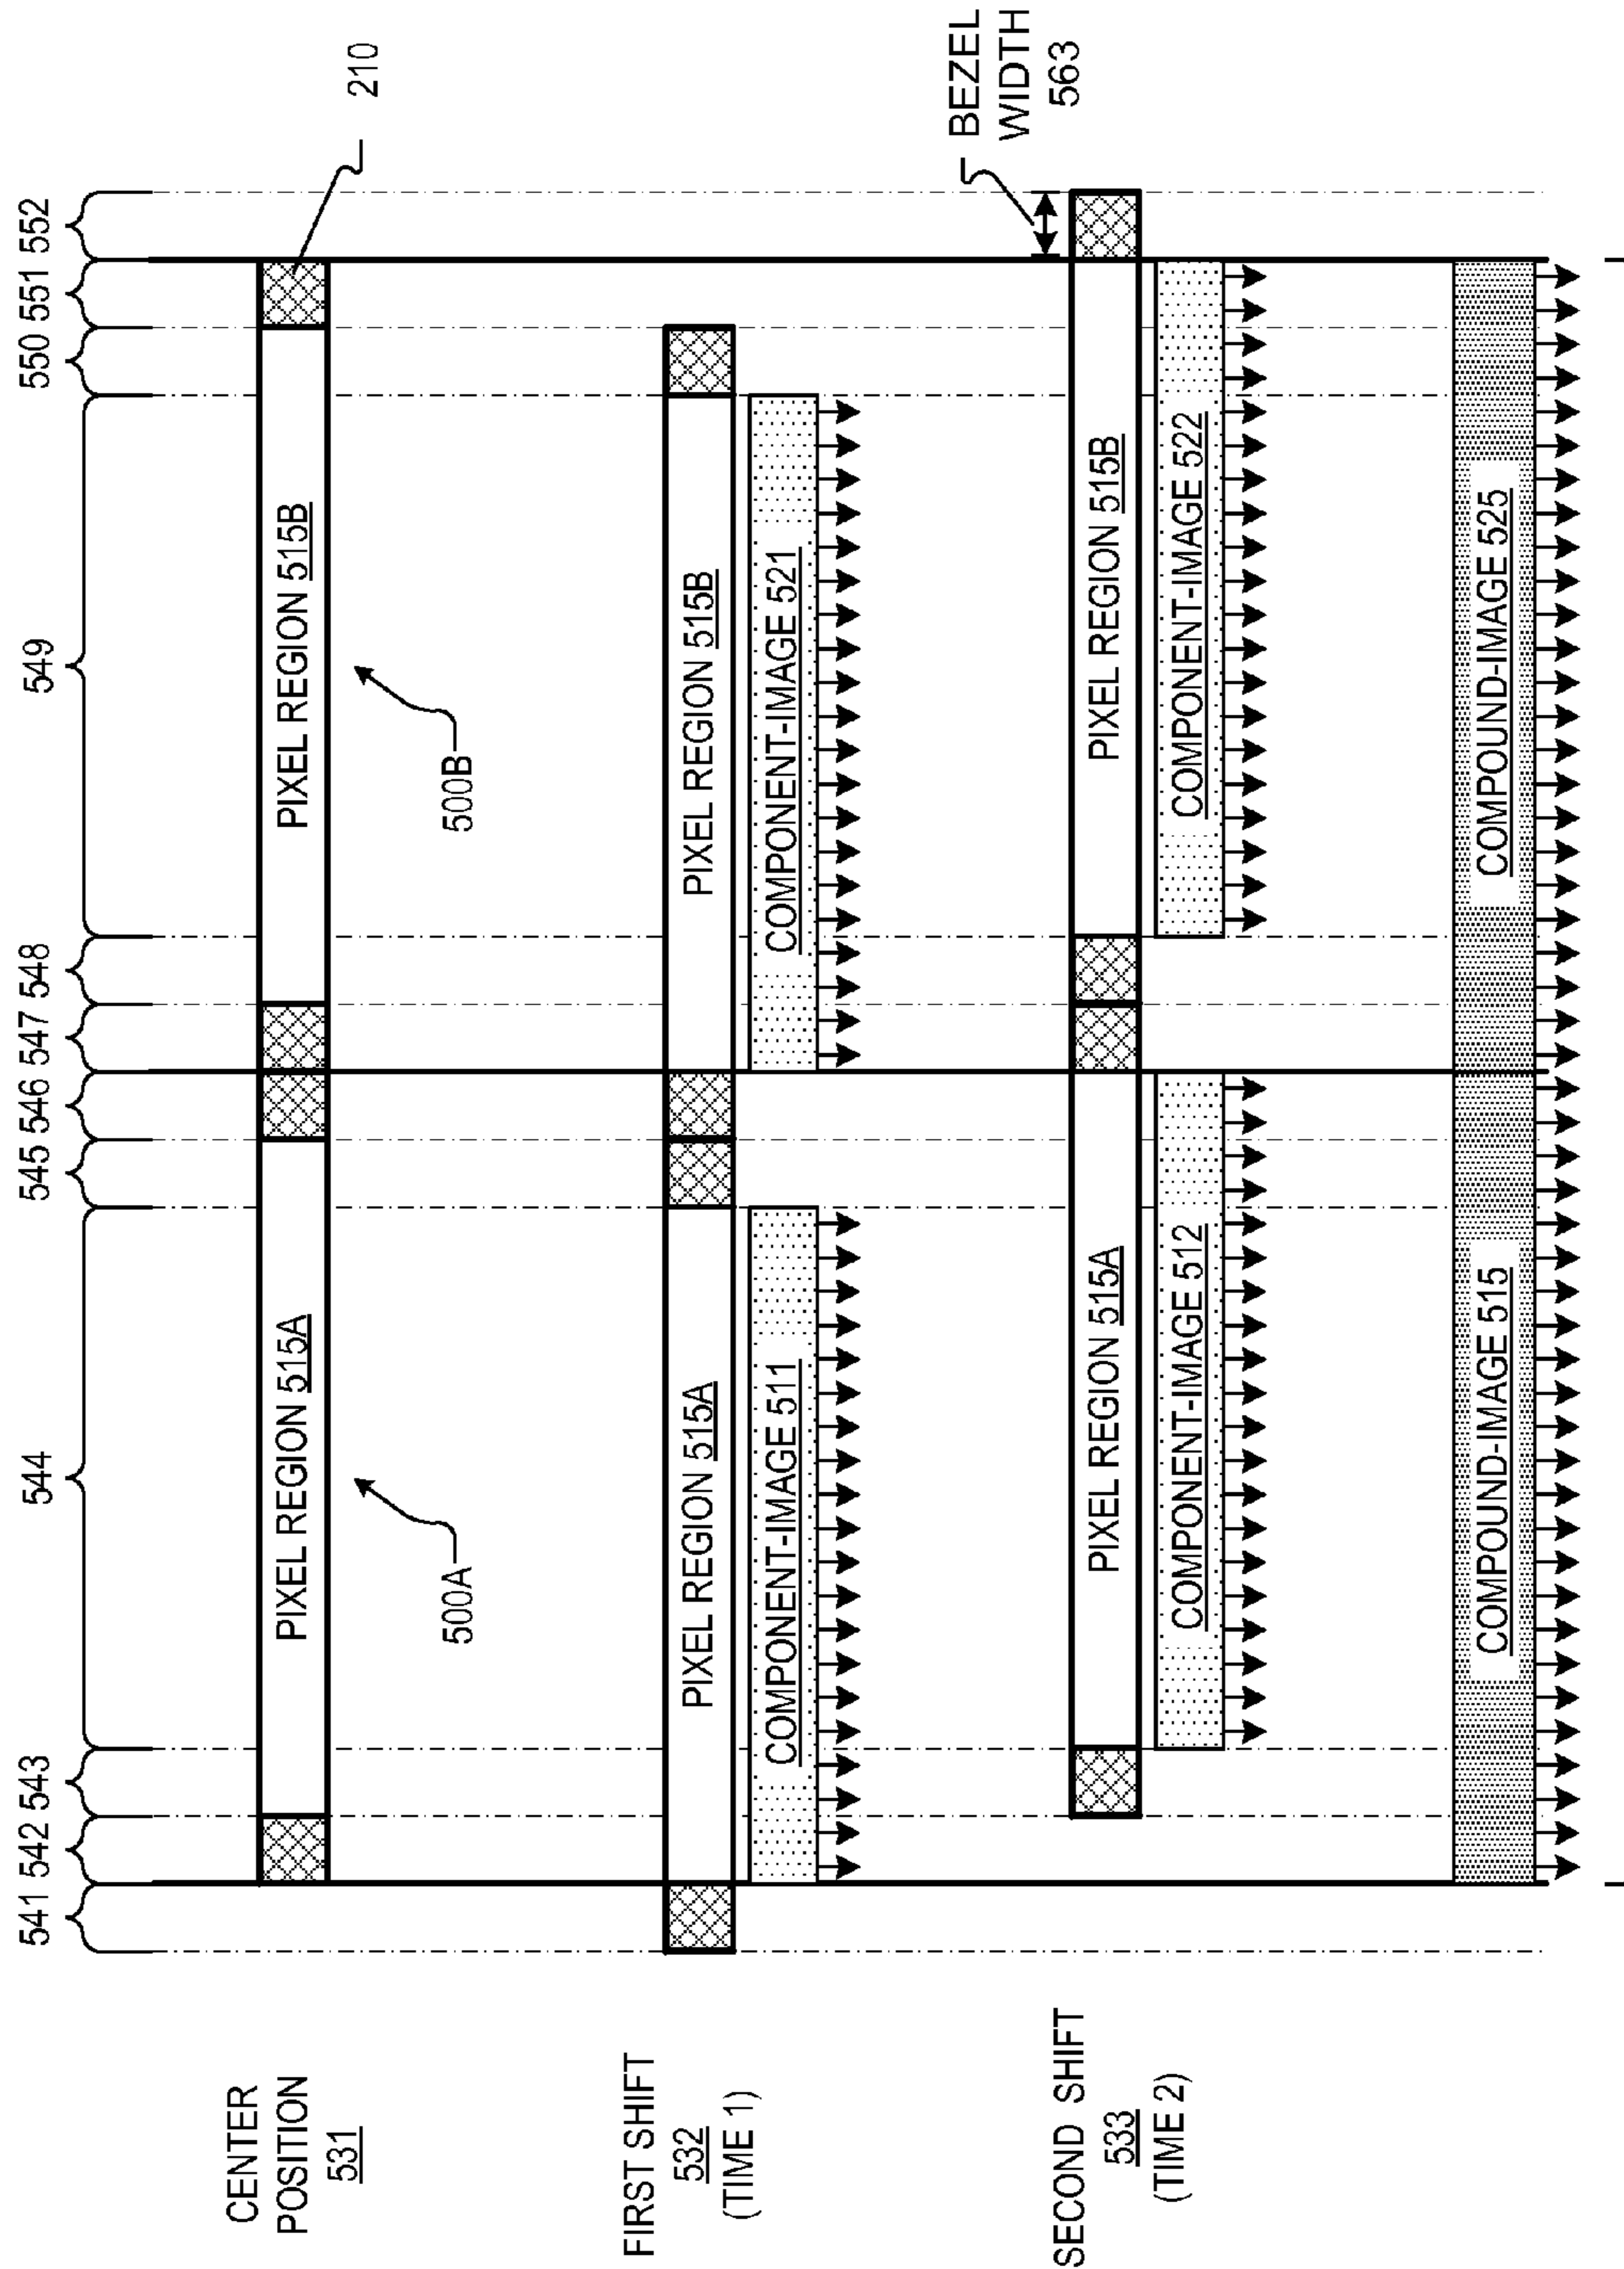 541 542 543 544 545 546 547 548 549 550 551 552
CENTER
POSITION
531
PIXEL REGION 515A
PIXEL REGION 515B
210
500A
500B
FIRST SHIFT
532
(TIME 1)
PIXEL REGION 515A
PIXEL REGION 515B
COMPONENT-IMAGE 511
COMPONENT-IMAGE 521
BEZEL
WIDTH
563
SECOND SHIFT
533
(TIME 2)
PIXEL REGION 515A
PIXEL REGION 515B
COMPONENT-IMAGE 512
COMPONENT-IMAGE 522
COMPOUND-IMAGE 515
COMPOUND-IMAGE 525